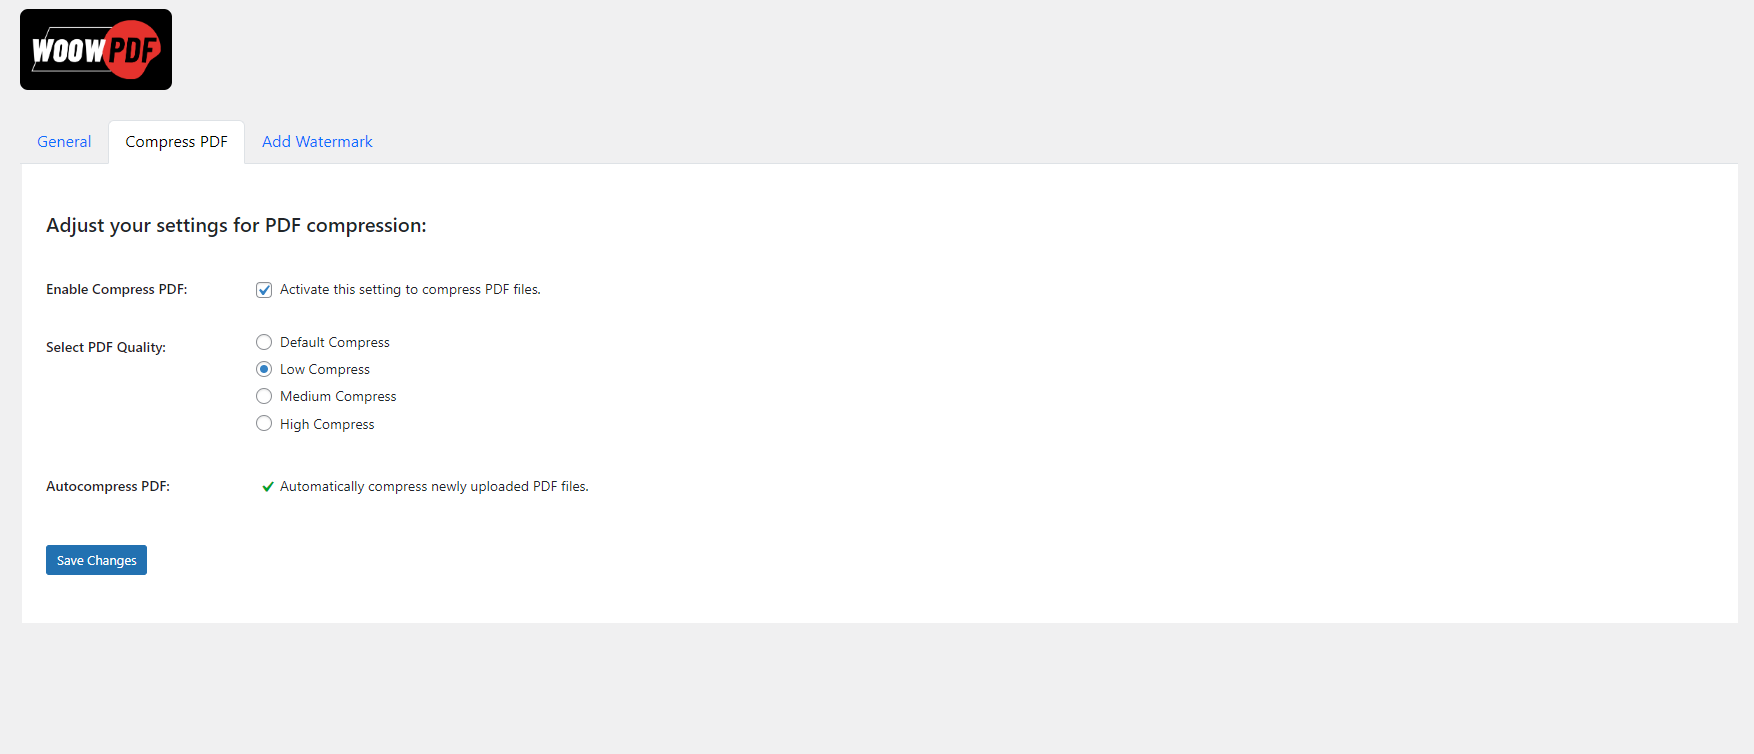 WOOWPDF
General
Compress PDF
Add Watermark
Adjust your settings for PDF compression:
Enable Compress PDF:
Activate this setting to compress PDF files.
Select PDF Quality:
Default Compress
Low Compress
Medium Compress
High Compress
Autocompress PDF:
Automatically compress newly uploaded PDF files.
Save Changes